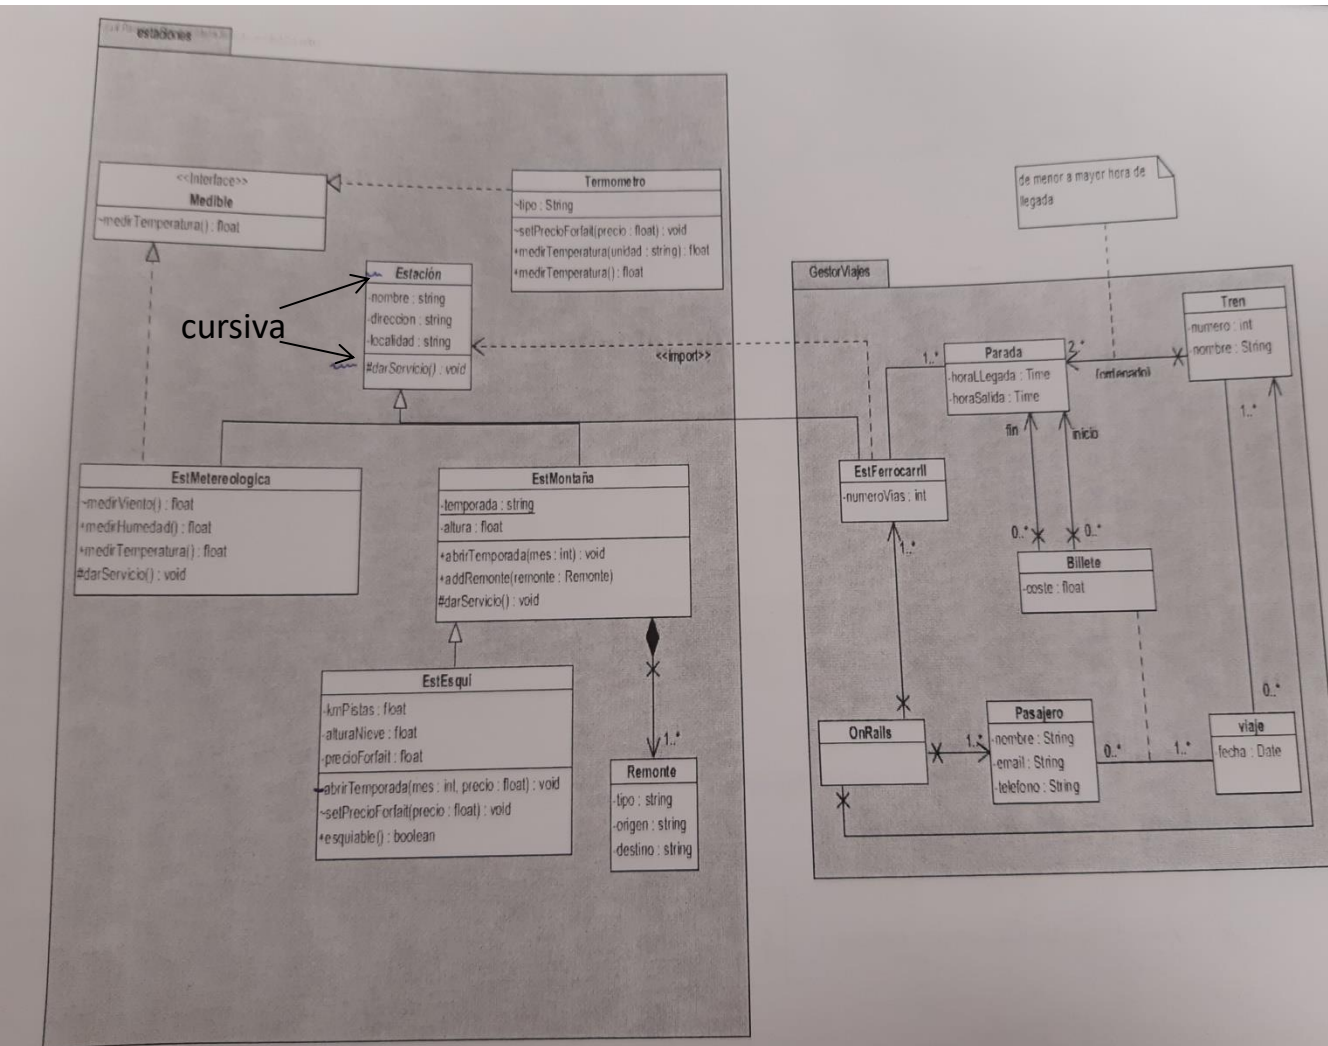 estaciones
<<Interface>>
Medible
~medirTemperatura() : float
Termometro
~tipo : String
~setPrecioForfait(precio : float) : void
+medirTemperatura(unidad : string) : float
+medirTemperatura() : float
cursiva
Estación
-nombre : string
-direccion : string
-localidad : string
#darServicio() : void
<<import>>
EstMetereologica
~medirViento() : float
+medirHumedad() : float
+medirTemperatura() : float
#darServicio() : void
EstMontaña
-temporada : string
-altura : float
+abrirTemporada(mes : int) : void
+addRemonte(remonte : Remonte)
#darServicio() : void
EstEsqui
-kmPistas : float
-alturaNieve : float
-precioForfait : float
-abrirTemporada(mes : int, precio : float) : void
~setPrecioForfait(precio : float) : void
+esquiable() : boolean
1..*
Remonte
-tipo : string
-origen : string
-destino : string
de menor a mayor hora de
llegada
GestorViajes
Tren
-numero : int
-nombre : String
1..*
Parada
-horaLLegada : Time
-horaSalida : Time
2..*
{ordenado}
1..*
fin
inicio
EstFerrocarril
-numeroVias : int
1..*
0..*
0..*
Billete
-coste : float
0..*
OnRails
1..*
Pasajero
-nombre : String
-email : String
-telefono : String
0..*
1..*
viaje
-fecha : Date